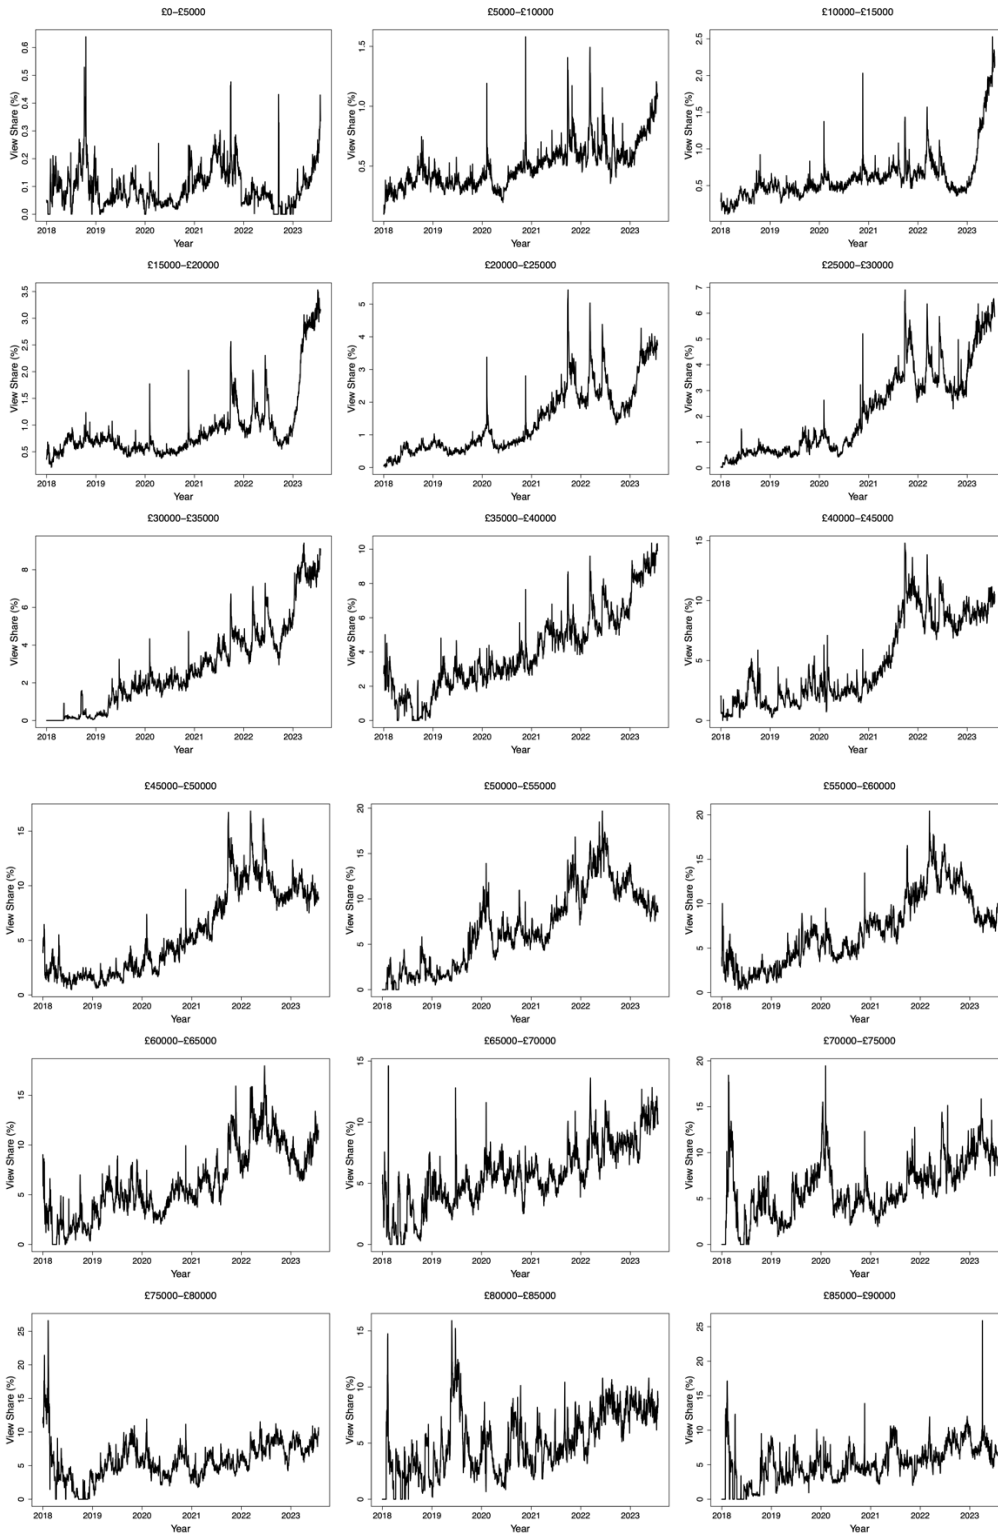 £0−£5000 £5000−£10000 £10000−£15000
View Share (%) 0.0 0.1 0.2 0.3 0.4 0.5 0.6
View Share (%) 0.5 1.0 1.5
View Share (%) 0.5 1.0 1.5 2.0 2.5
2018 2019 2020 2021 2022 2023 2018 2019 2020 2021 2022 2023 2018 2019 2020 2021 2022 2023
Year Year Year
£15000−£20000 £20000−£25000 £25000−£30000
View Share (%) 0.5 1.0 1.5 2.0 2.5 3.0 3.5
View Share (%) 0 1 2 3 4 5
View Share (%) 0 1 2 3 4 5 6 7
2018 2019 2020 2021 2022 2023 2018 2019 2020 2021 2022 2023 2018 2019 2020 2021 2022 2023
Year Year Year
£30000−£35000 £35000−£40000 £40000−£45000
View Share (%) 0 2 4 6 8
View Share (%) 0 2 4 6 8 10
View Share (%) 0 5 10 15
2018 2019 2020 2021 2022 2023 2018 2019 2020 2021 2022 2023 2018 2019 2020 2021 2022 2023
Year Year Year
£45000−£50000 £50000−£55000 £55000−£60000
View Share (%) 0 5 10 15
View Share (%) 0 5 10 15 20
View Share (%) 0 5 10 15 20
2018 2019 2020 2021 2022 2023 2018 2019 2020 2021 2022 2023 2018 2019 2020 2021 2022 2023
Year Year Year
£60000−£65000 £65000−£70000 £70000−£75000
View Share (%) 0 5 10 15
View Share (%) 0 5 10 15
View Share (%) 0 5 10 15 20
2018 2019 2020 2021 2022 2023 2018 2019 2020 2021 2022 2023 2018 2019 2020 2021 2022 2023
Year Year Year
£75000−£80000 £80000−£85000 £85000−£90000
View Share (%) 0 5 10 15 20 25
View Share (%) 0 5 10 15
View Share (%) 0 5 10 15 20 25
2018 2019 2020 2021 2022 2023 2018 2019 2020 2021 2022 2023 2018 2019 2020 2021 2022 2023
Year Year Year